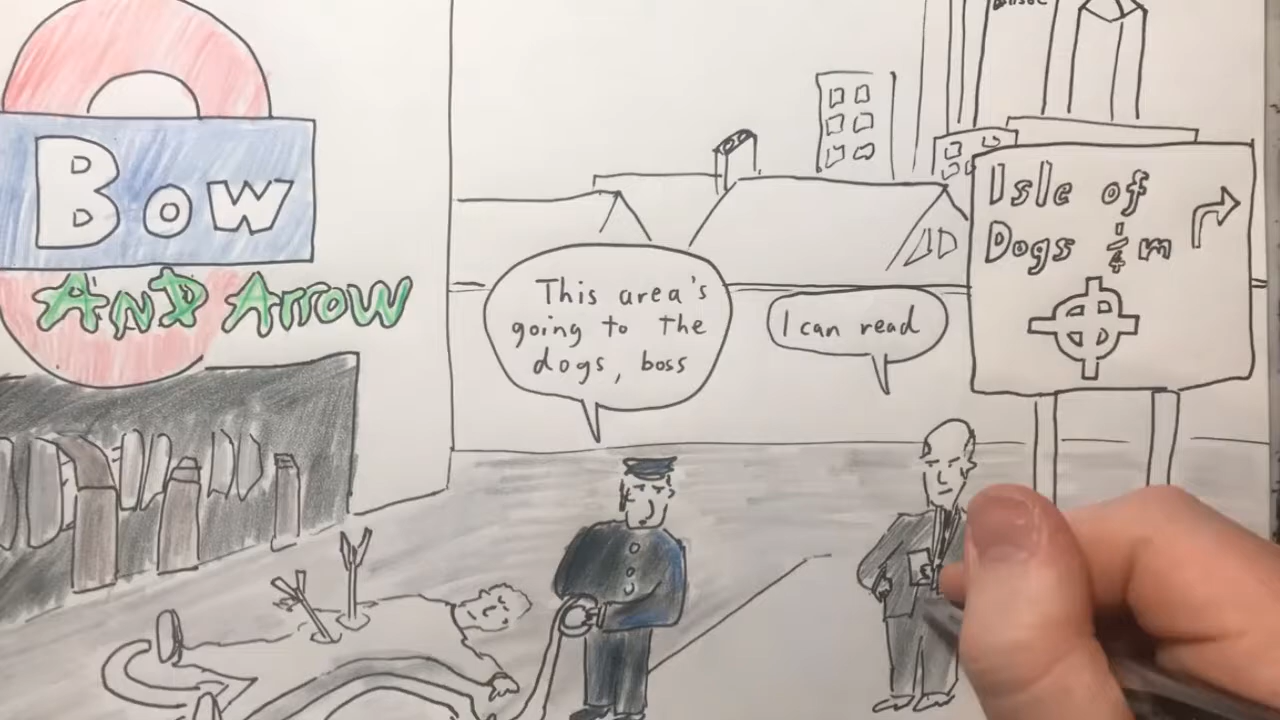 Bow
AND ARROW
This area's
going to the
dogs, boss
I can read
Isle of
Dogs ¼ m